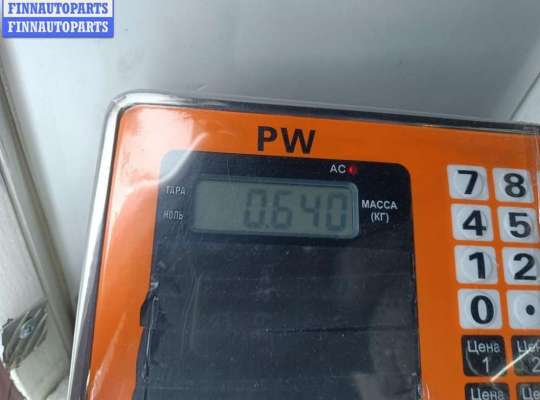 FINNAUTOPARTS
FINNAUTOPARTS
PW
AC
ТАРА
НОЛЬ
0.640
МАССА
(КГ)
7 8
4 5
1 2
0 .
Цена
1
2